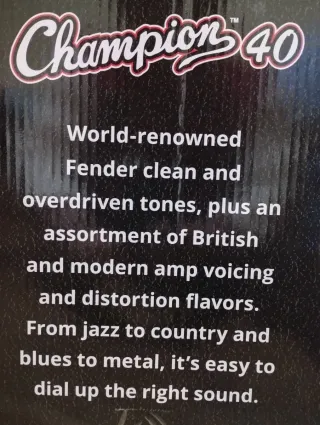 Champion™ 40
World-renowned
Fender clean and
overdriven tones, plus an
assortment of British
and modern amp voicing
and distortion flavors.
From jazz to country and
blues to metal, it's easy to
dial up the right sound.